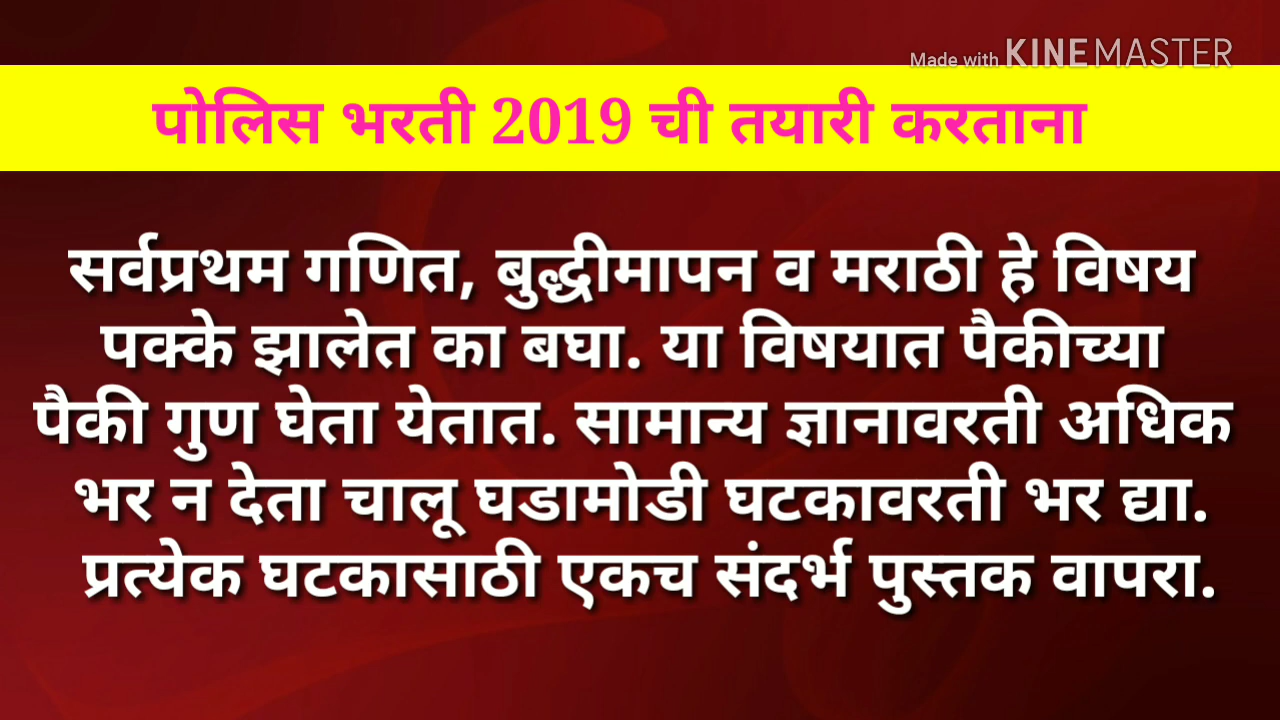 Made with KINEMASTER
पोलिस भरती 2019 ची तयारी करताना
सर्वप्रथम गणित, बुद्धीमापन व मराठी हे विषय
पक्के झालेत का बघा. या विषयात पैकीच्या
पैकी गुण घेता येतात. सामान्य ज्ञानावरती अधिक
भर न देता चालू घडामोडी घटकावरती भर द्या.
प्रत्येक घटकासाठी एकच संदर्भ पुस्तक वापरा.